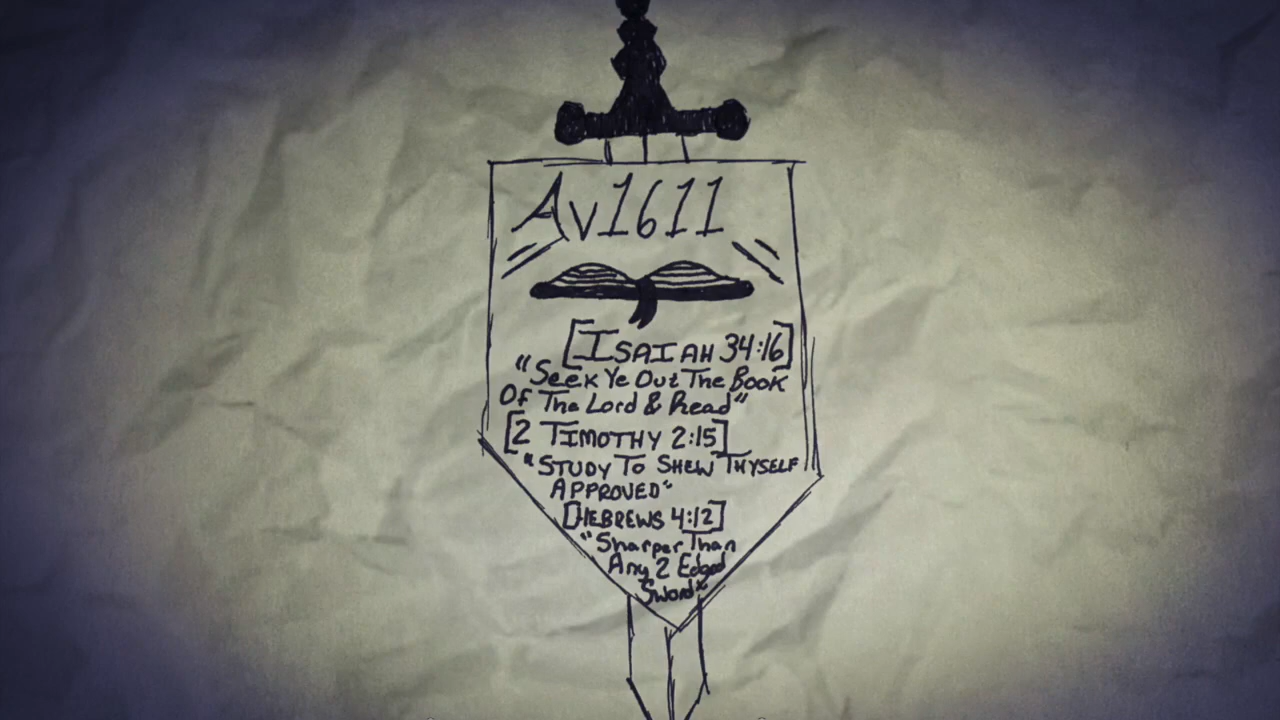 Av1611
[ISAIAH 34:16]
"Seek Ye Out The Book
Of The Lord & Read"
[2 TIMOTHY 2:15]
"STUDY TO SHEW THYSELF
APPROVED"
[HEBREWS 4:12]
"Sharper Than
Any 2 Edged
Sword"